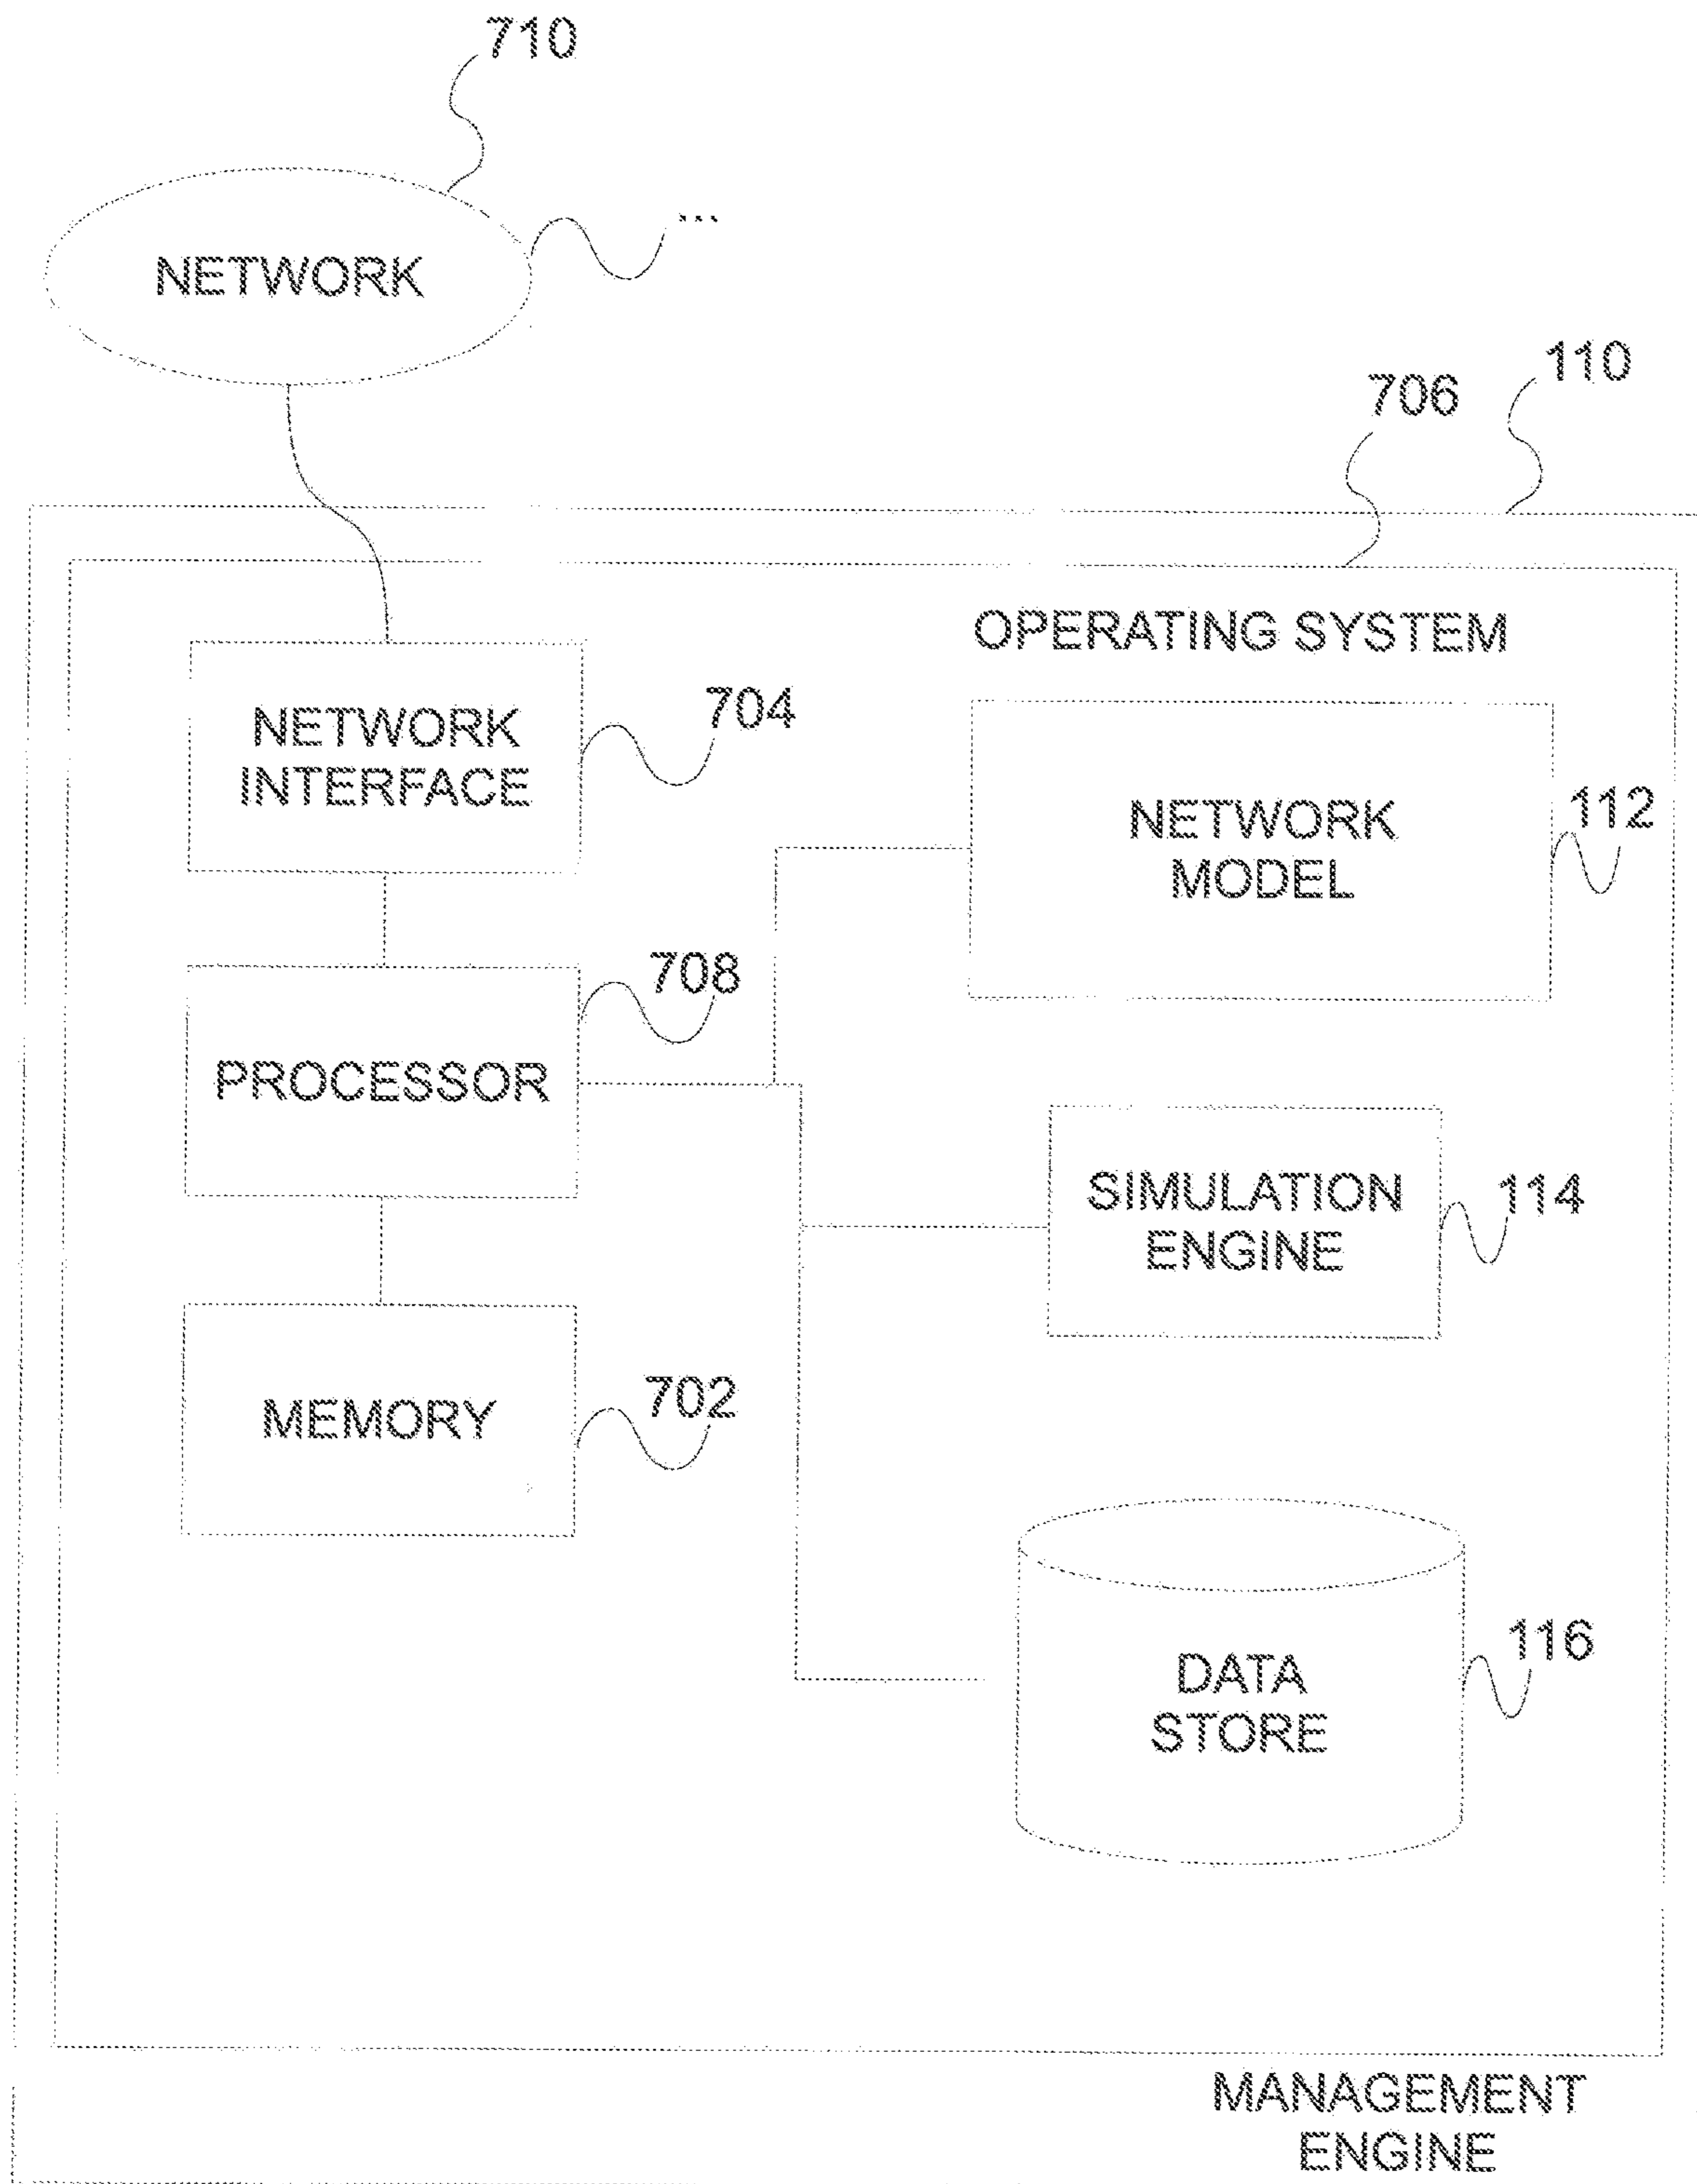 710
NETWORK
...
110
706
OPERATING SYSTEM
NETWORK
INTERFACE
704
NETWORK
MODEL
112
708
PROCESSOR
SIMULATION
ENGINE
114
MEMORY
702
DATA
STORE
116
MANAGEMENT
ENGINE